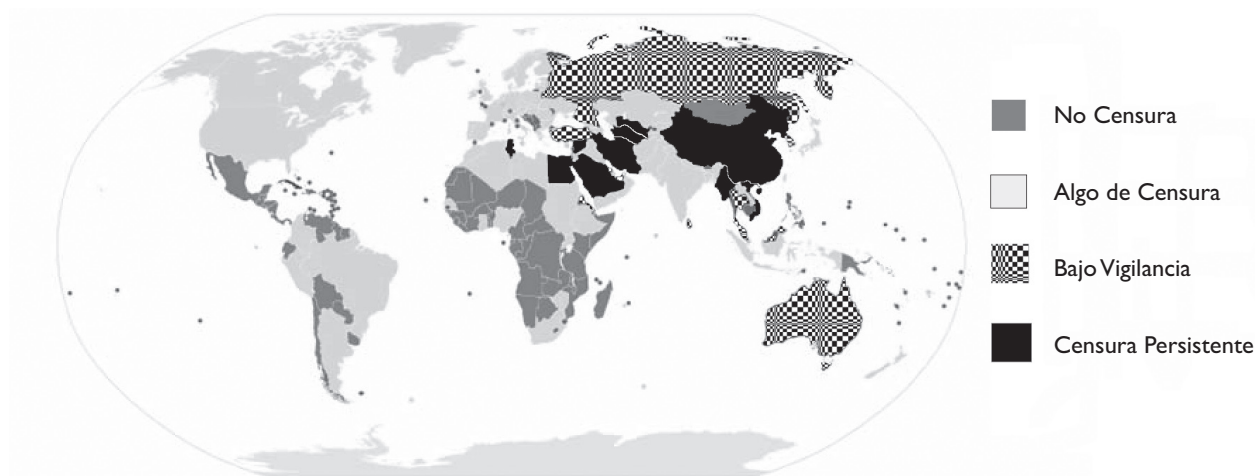 No Censura
Algo de Censura
Bajo Vigilancia
Censura Persistente